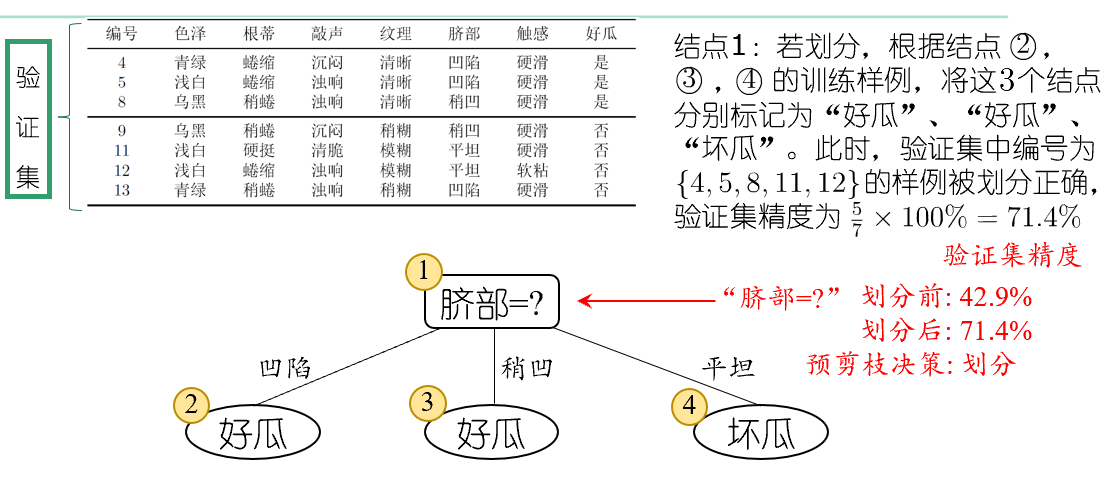 验
证
集
编号 色泽 根蒂 敲声 纹理 脐部 触感 好瓜
4 青绿 蜷缩 沉闷 清晰 凹陷 硬滑 是
5 浅白 蜷缩 浊响 清晰 凹陷 硬滑 是
8 乌黑 稍蜷 浊响 清晰 稍凹 硬滑 是
9 乌黑 稍蜷 沉闷 稍糊 稍凹 硬滑 否
11 浅白 硬挺 清脆 模糊 平坦 硬滑 否
12 浅白 蜷缩 浊响 模糊 平坦 软粘 否
13 青绿 稍蜷 浊响 稍糊 凹陷 硬滑 否
结点1：若划分，根据结点 ②，
③ ，④ 的训练样例，将这3个结点
分别标记为“好瓜”、“好瓜”、
“坏瓜”。此时，验证集中编号为
{4,5,8,11,12}的样例被划分正确，
验证集精度为 5/7 × 100% = 71.4%
验证集精度
“脐部=?” 划分前: 42.9%
划分后: 71.4%
预剪枝决策: 划分
1
脐部=?
凹陷 稍凹 平坦
2 好瓜
3 好瓜
4 坏瓜